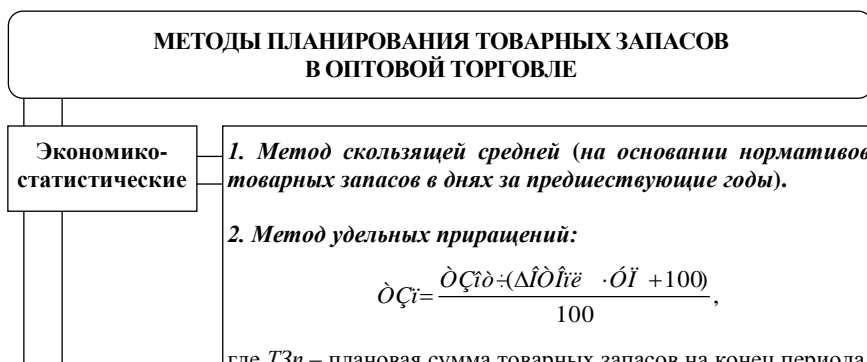 МЕТОДЫ ПЛАНИРОВАНИЯ ТОВАРНЫХ ЗАПАСОВ
В ОПТОВОЙ ТОРГОВЛЕ
Экономико-
статистические
1. Метод скользящей средней (на основании нормативов
товарных запасов в днях за предшествующие годы).
2. Метод удельных приращений:
ÒÇï= ÒÇîò÷(ΔÎÒÎïë ·ÓÏ +100)
100 ,
где ТЗп – плановая сумма товарных запасов на конец периода